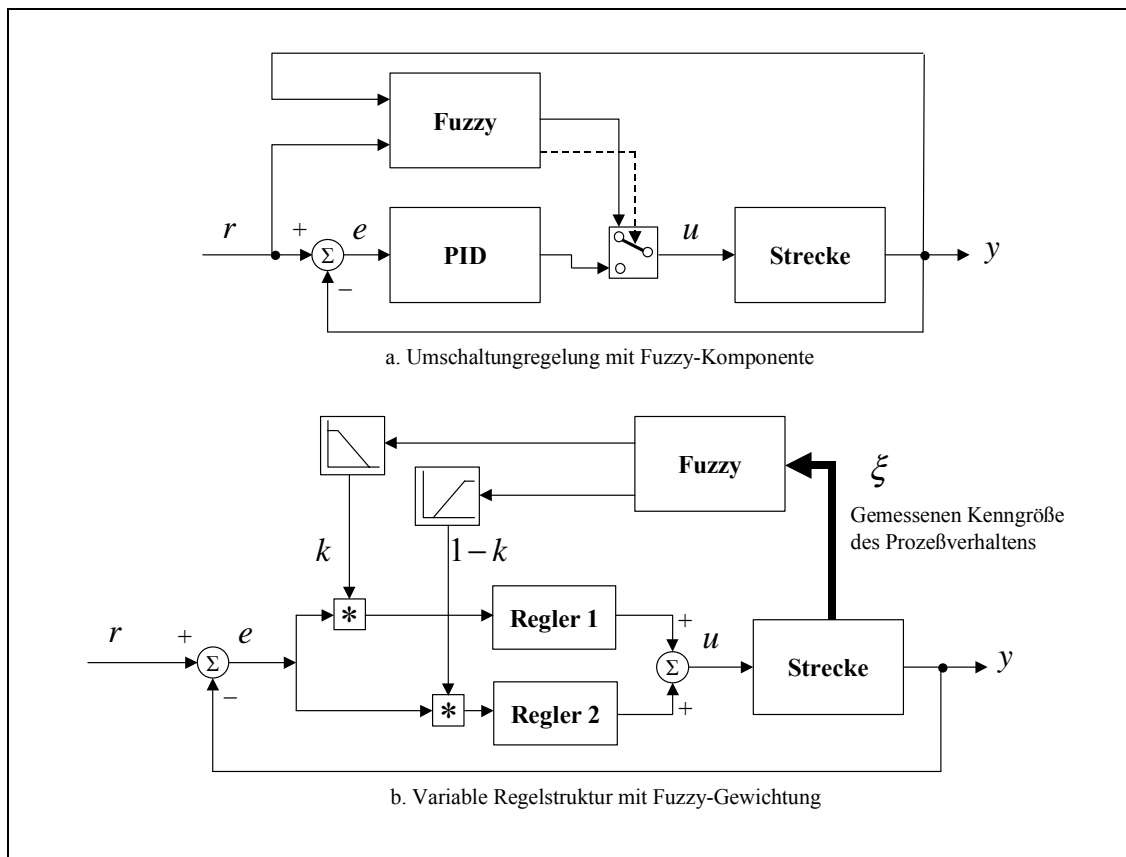 Fuzzy
r
+
Σ
−
e
PID
u
Strecke
y
a. Umschaltungregelung mit Fuzzy-Komponente
Fuzzy
ξ
Gemessenen Kenngröße
des Prozeßverhaltens
k
1−k
*
Regler 1
+
r
+
Σ
−
e
*
Regler 2
Σ
+
u
Strecke
y
b. Variable Regelstruktur mit Fuzzy-Gewichtung